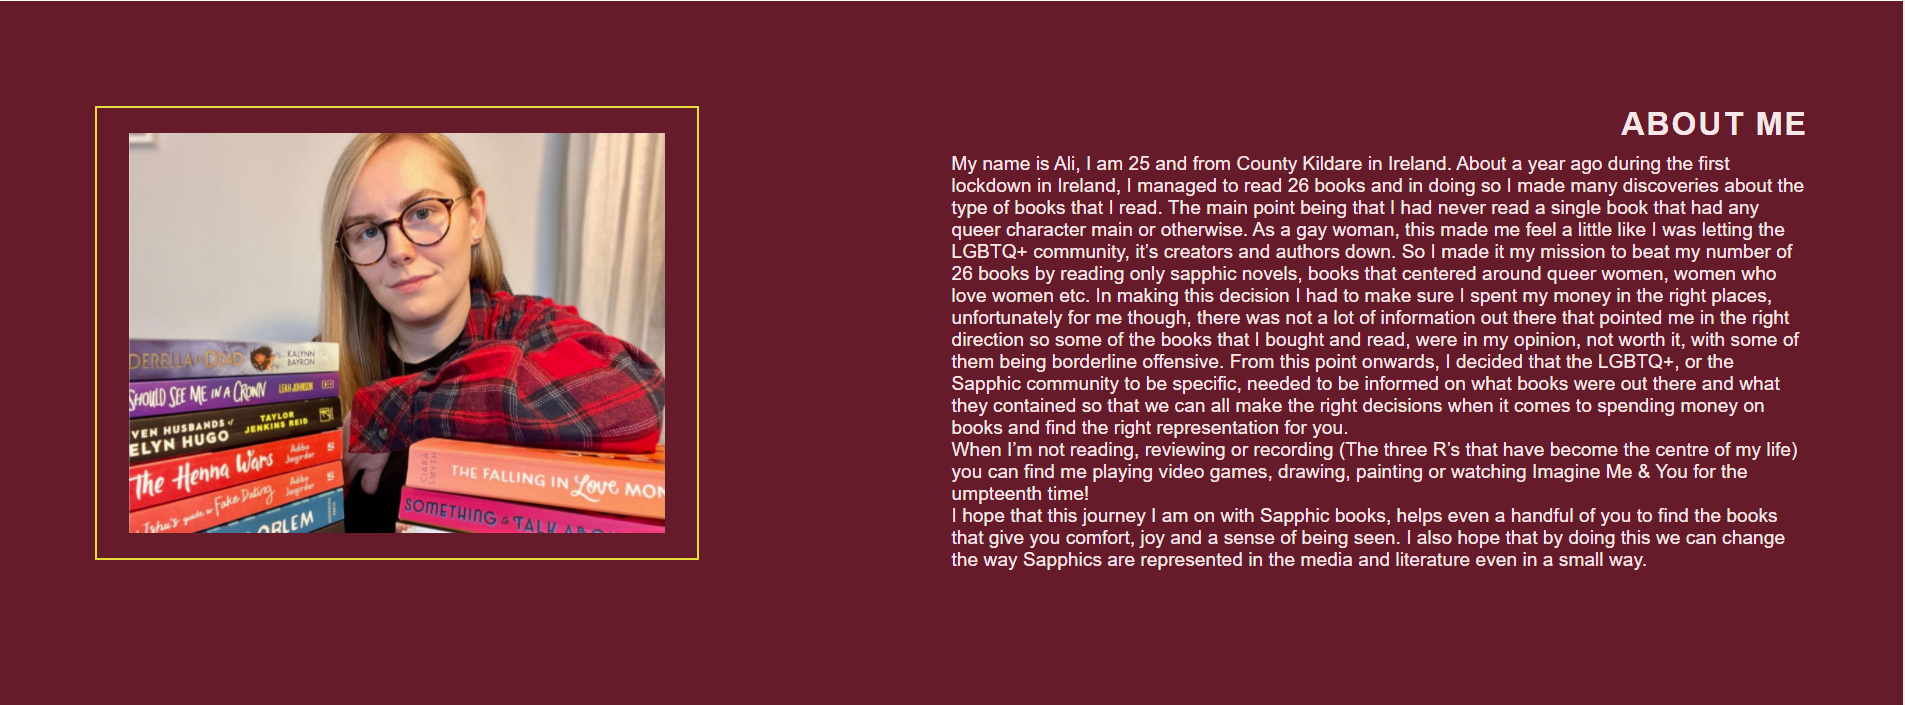 ABOUT ME
My name is Ali, I am 25 and from County Kildare in Ireland. About a year ago during the first
lockdown in Ireland, I managed to read 26 books and in doing so I made many discoveries about the
type of books that I read. The main point being that I had never read a single book that had any
queer character main or otherwise. As a gay woman, this made me feel a little like I was letting the
LGBTQ+ community, it’s creators and authors down. So I made it my mission to beat my number of
26 books by reading only sapphic novels, books that centered around queer women, women who
love women etc. In making this decision I had to make sure I spent my money in the right places,
unfortunately for me though, there was not a lot of information out there that pointed me in the right
direction so some of the books that I bought and read, were in my opinion, not worth it, with some of
them being borderline offensive. From this point onwards, I decided that the LGBTQ+, or the
Sapphic community to be specific, needed to be informed on what books were out there and what
they contained so that we can all make the right decisions when it comes to spending money on
books and find the right representation for you.
When I’m not reading, reviewing or recording (The three R’s that have become the centre of my life)
you can find me playing video games, drawing, painting or watching Imagine Me & You for the
umpteenth time!
I hope that this journey I am on with Sapphic books, helps even a handful of you to find the books
that give you comfort, joy and a sense of being seen. I also hope that by doing this we can change
the way Sapphics are represented in the media and literature even in a small way.
DERELLA is DEAD KALYNN
BAYRON
SHOULD SEE ME IN A CROWN LEAH JOHNSON
VEN HUSBANDS of
ELYN HUGO
TAYLOR
JENKINS REID
The Henna Wars Adiba
Jaigirdar
Ishu's guide to Fake Dating Adiba
Jaigirdar
OBLEM
CIARA
SMYTH
THE FALLING IN Love MON
SOMETHING to TALK ABOU